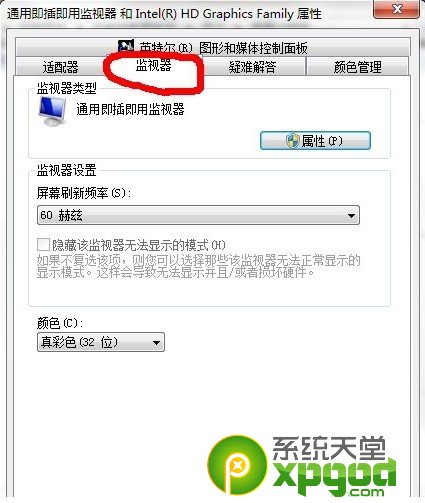 通用即插即用监视器 和 Intel(R) HD Graphics Family 属性
英特尔(R) 图形和媒体控制面板
适配器 监视器 疑难解答 颜色管理
监视器类型
通用即插即用监视器
属性(P)
监视器设置
屏幕刷新频率(S):
60 赫兹
隐藏该监视器无法显示的模式(H)
如果不复选该项，则您可以选择那些该监视器无法正常显示的
显示模式。这样会导致无法显示并且/或者损坏硬件。
颜色(C):
真彩色(32 位)
系统天堂
xpgod.com